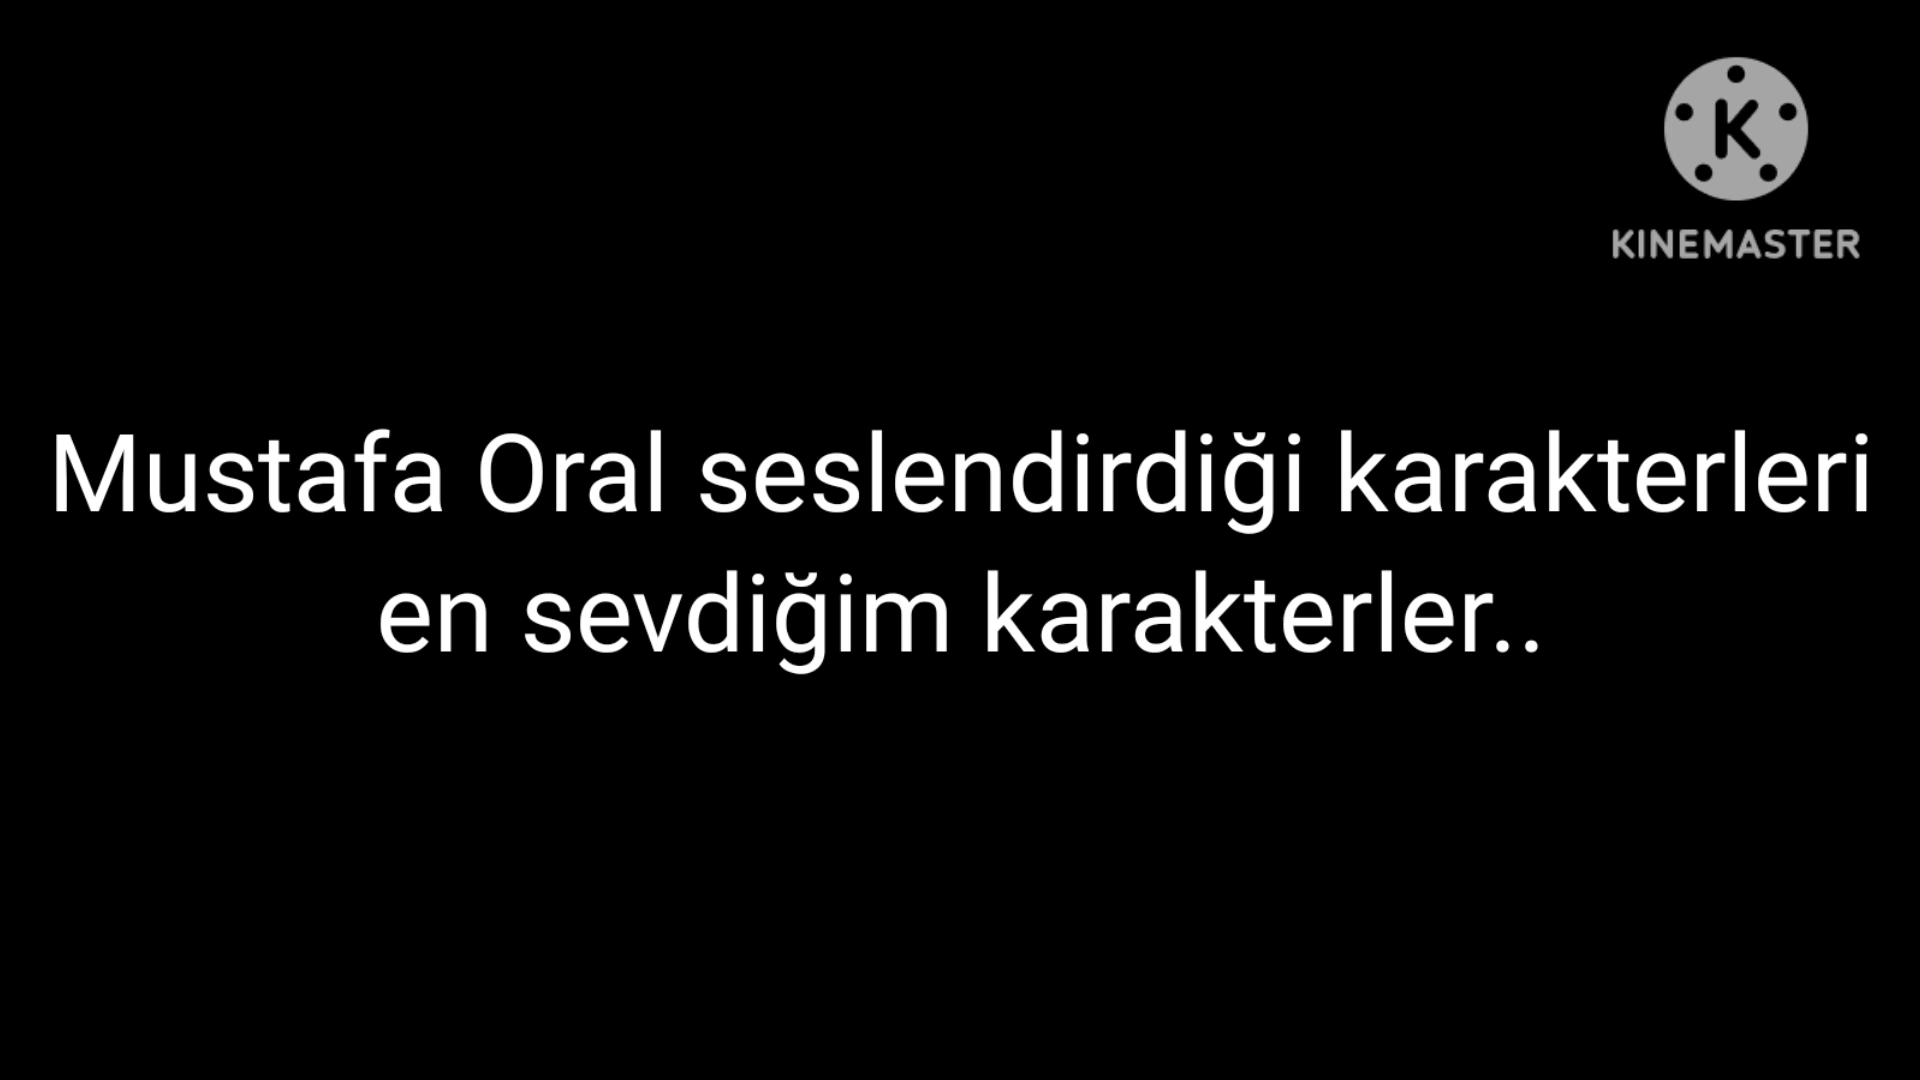 K
KINEMASTER
Mustafa Oral seslendirdiği karakterleri
en sevdiğim karakterler..